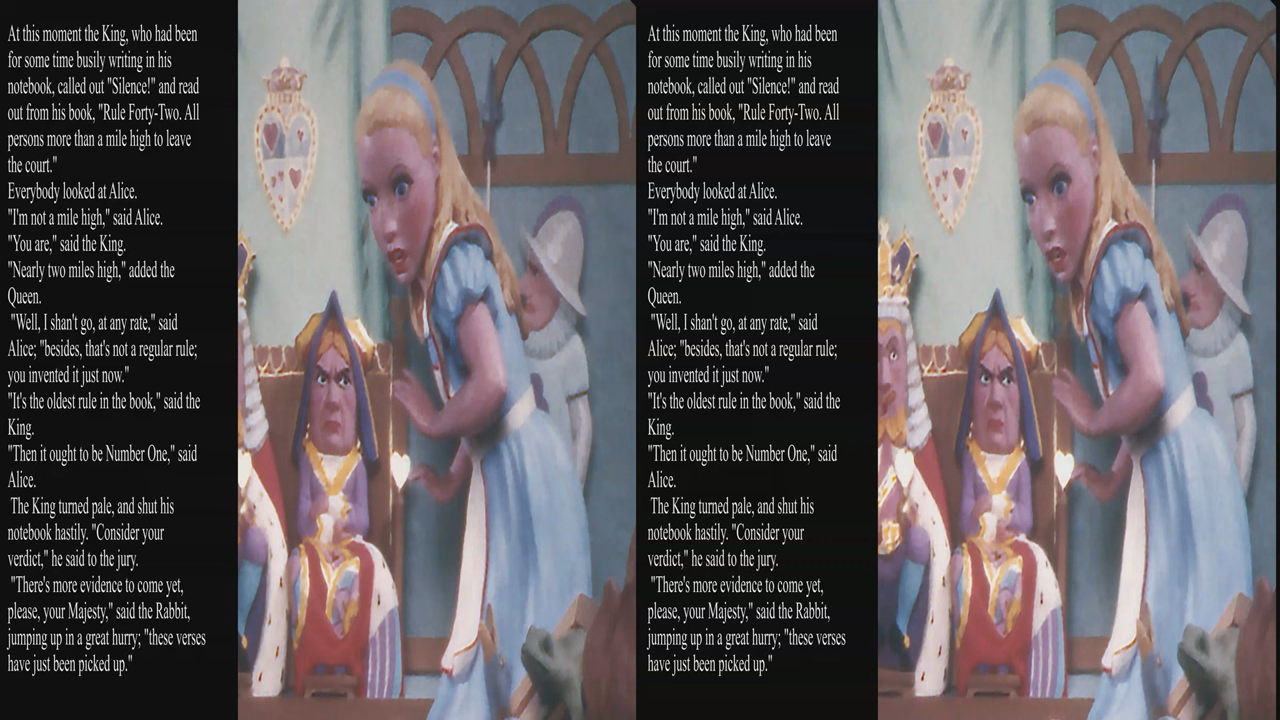 At this moment the King, who had been
for some time busily writing in his
notebook, called out "Silence!" and read
out from his book, "Rule Forty-Two. All
persons more than a mile high to leave
the court."
Everybody looked at Alice.
"I'm not a mile high," said Alice.
"You are," said the King.
"Nearly two miles high," added the
Queen.
"Well, I shan't go, at any rate," said
Alice; "besides, that's not a regular rule;
you invented it just now."
"It's the oldest rule in the book," said the
King.
"Then it ought to be Number One," said
Alice.
The King turned pale, and shut his
notebook hastily. "Consider your
verdict," he said to the jury.
"There's more evidence to come yet,
please, your Majesty," said the Rabbit,
jumping up in a great hurry; "these verses
have just been picked up."
At this moment the King, who had been
for some time busily writing in his
notebook, called out "Silence!" and read
out from his book, "Rule Forty-Two. All
persons more than a mile high to leave
the court."
Everybody looked at Alice.
"I'm not a mile high," said Alice.
"You are," said the King.
"Nearly two miles high," added the
Queen.
"Well, I shan't go, at any rate," said
Alice; "besides, that's not a regular rule;
you invented it just now."
"It's the oldest rule in the book," said the
King.
"Then it ought to be Number One," said
Alice.
The King turned pale, and shut his
notebook hastily. "Consider your
verdict," he said to the jury.
"There's more evidence to come yet,
please, your Majesty," said the Rabbit,
jumping up in a great hurry; "these verses
have just been picked up."